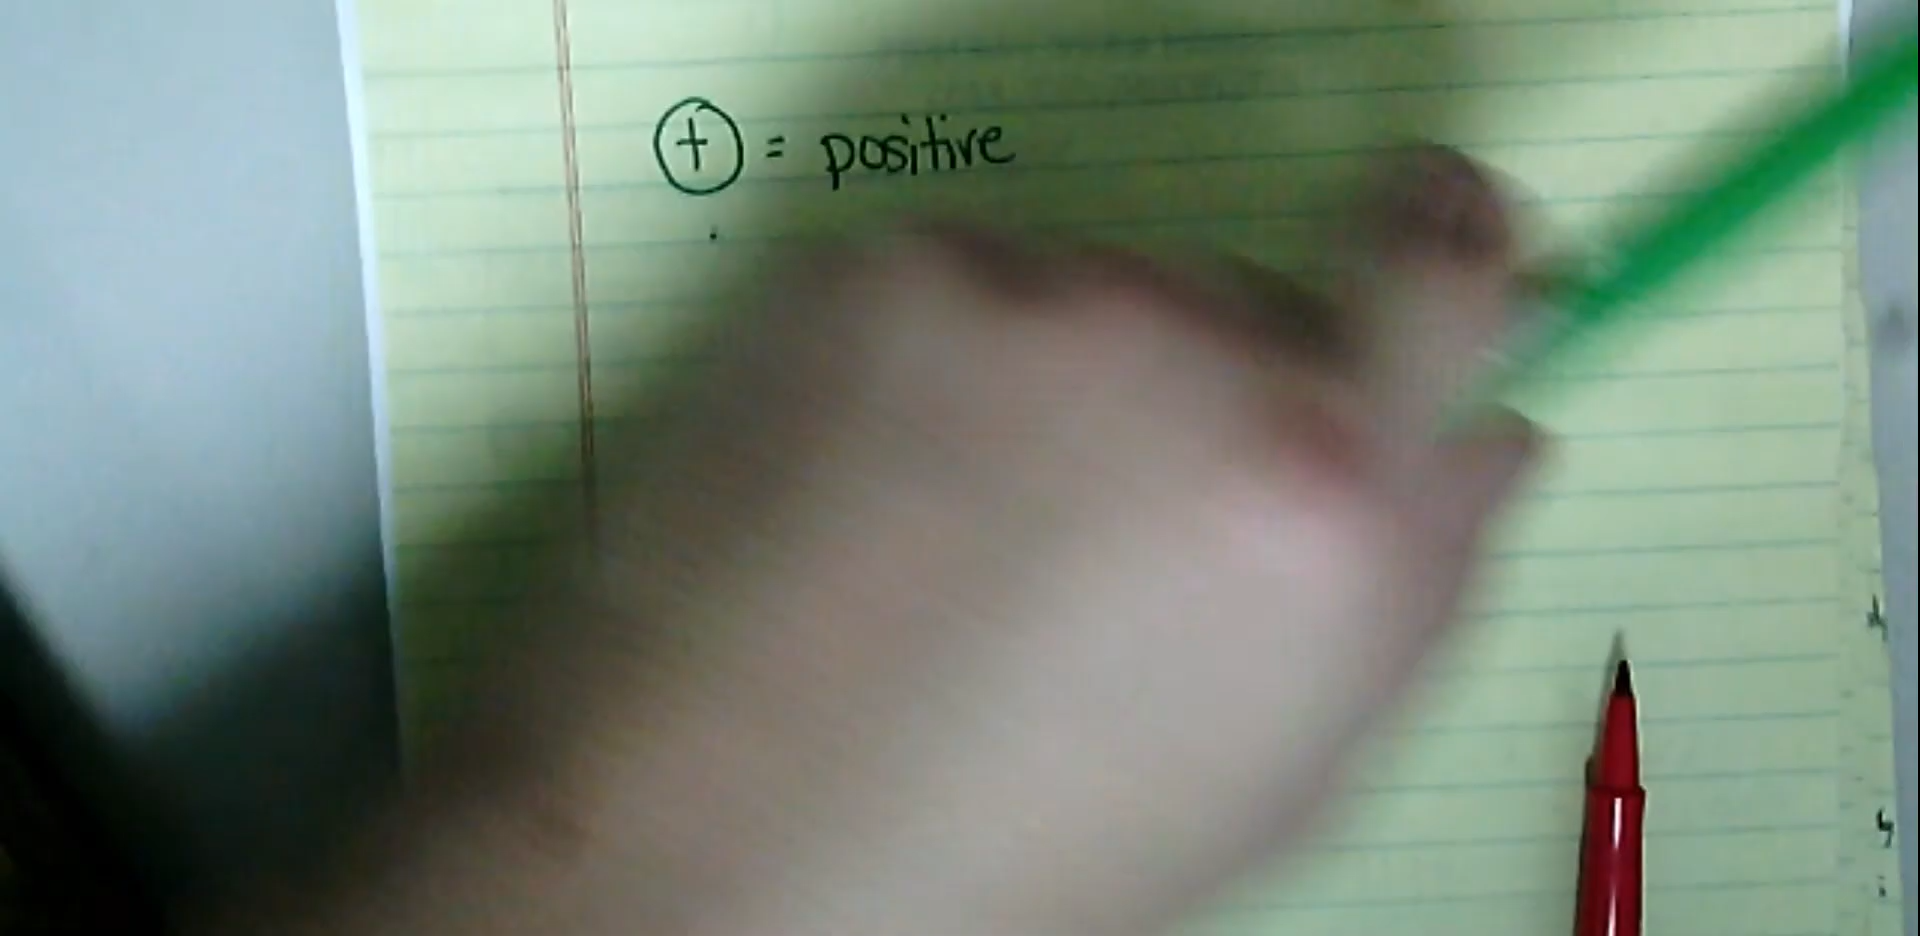 ⊕ = positive